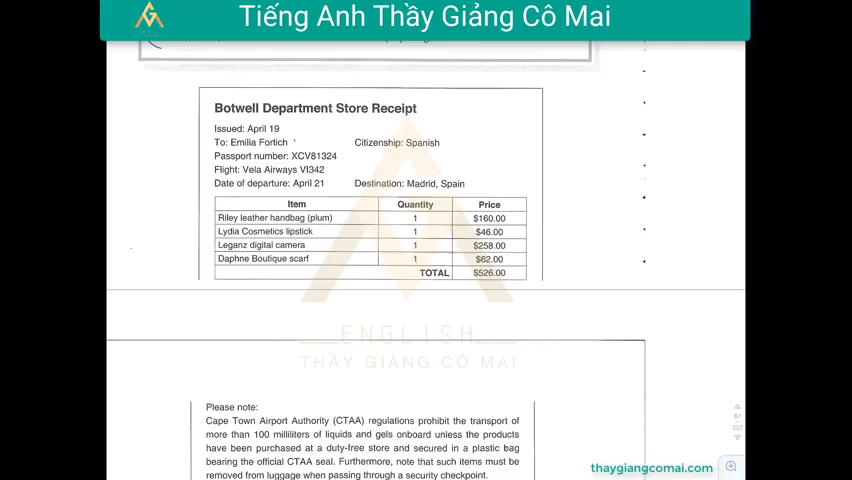 Tiếng Anh Thầy Giảng Cô Mai
Botwell Department Store Receipt
Issued: April 19
To: Emilia Fortich Citizenship: Spanish
Passport number: XCV81324
Flight: Vela Airways VI342
Date of departure: April 21 Destination: Madrid, Spain
Item Quantity Price
Riley leather handbag (plum) 1 $160.00
Lydia Cosmetics lipstick 1 $46.00
Leganz digital camera 1 $258.00
Daphne Boutique scarf 1 $62.00
TOTAL $526.00
ENGLISH
THẦY GIẢNG.CÔ MAI
Please note:
Cape Town Airport Authority (CTAA) regulations prohibit the transport of
more than 100 milliliters of liquids and gels onboard unless the products
have been purchased at a duty-free store and secured in a plastic bag
bearing the official CTAA seal. Furthermore, note that such items must be
removed from luggage when passing through a security checkpoint.
thaygiangcomai.com